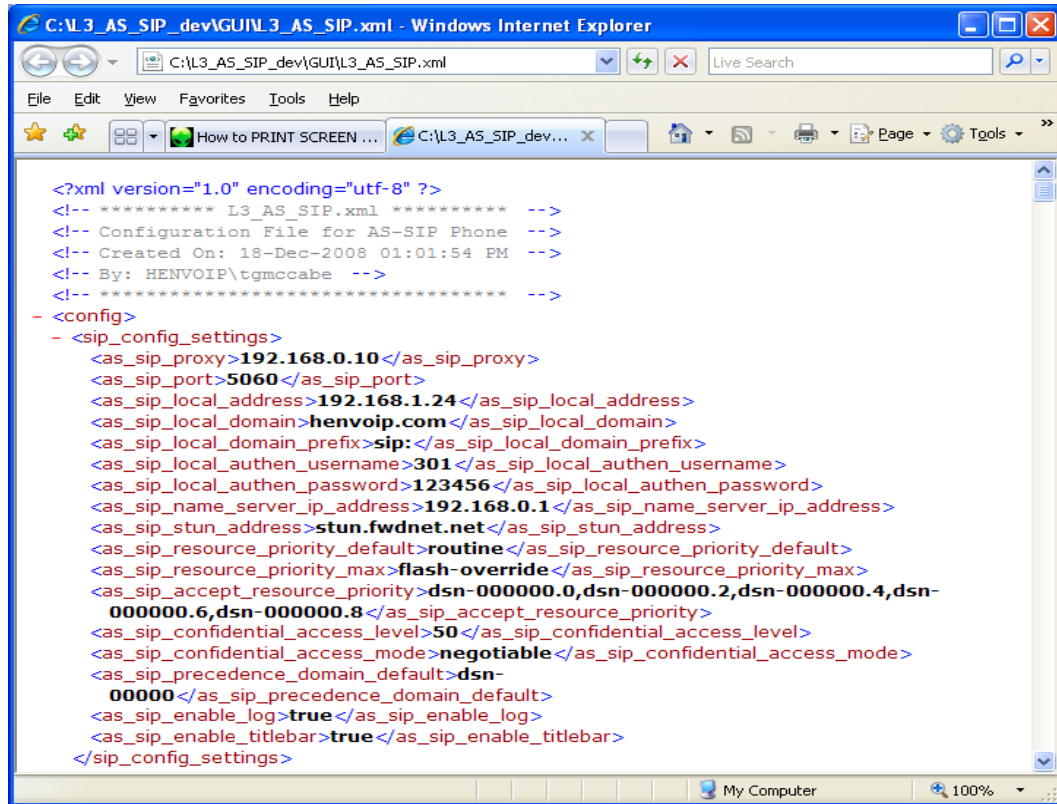 C:\L3_AS_SIP_dev\GUI\L3_AS_SIP.xml - Windows Internet Explorer
C:\L3_AS_SIP_dev\GUI\L3_AS_SIP.xml
Live Search
File Edit View Favorites Tools Help
How to PRINT SCREEN ... C:\L3_AS_SIP_dev... Page Tools »
<?xml version="1.0" encoding="utf-8" ?>
<!-- ********** L3_AS_SIP.xml ********** -->
<!-- Configuration File for AS-SIP Phone -->
<!-- Created On: 18-Dec-2008 01:01:54 PM -->
<!-- By: HENVOIP\tgmccabe -->
<!-- *********************************** -->
- <config>
- <sip_config_settings>
<as_sip_proxy>192.168.0.10</as_sip_proxy>
<as_sip_port>5060</as_sip_port>
<as_sip_local_address>192.168.1.24</as_sip_local_address>
<as_sip_local_domain>henvoip.com</as_sip_local_domain>
<as_sip_local_domain_prefix>sip:</as_sip_local_domain_prefix>
<as_sip_local_authen_username>301</as_sip_local_authen_username>
<as_sip_local_authen_password>123456</as_sip_local_authen_password>
<as_sip_name_server_ip_address>192.168.0.1</as_sip_name_server_ip_address>
<as_sip_stun_address>stun.fwdnet.net</as_sip_stun_address>
<as_sip_resource_priority_default>routine</as_sip_resource_priority_default>
<as_sip_resource_priority_max>flash-override</as_sip_resource_priority_max>
<as_sip_accept_resource_priority>dsn-000000.0,dsn-000000.2,dsn-000000.4,dsn-
000000.6,dsn-000000.8</as_sip_accept_resource_priority>
<as_sip_confidential_access_level>50</as_sip_confidential_access_level>
<as_sip_confidential_access_mode>negotiable</as_sip_confidential_access_mode>
<as_sip_precedence_domain_default>dsn-
00000</as_sip_precedence_domain_default>
<as_sip_enable_log>true</as_sip_enable_log>
<as_sip_enable_titlebar>true</as_sip_enable_titlebar>
</sip_config_settings>
My Computer 100%